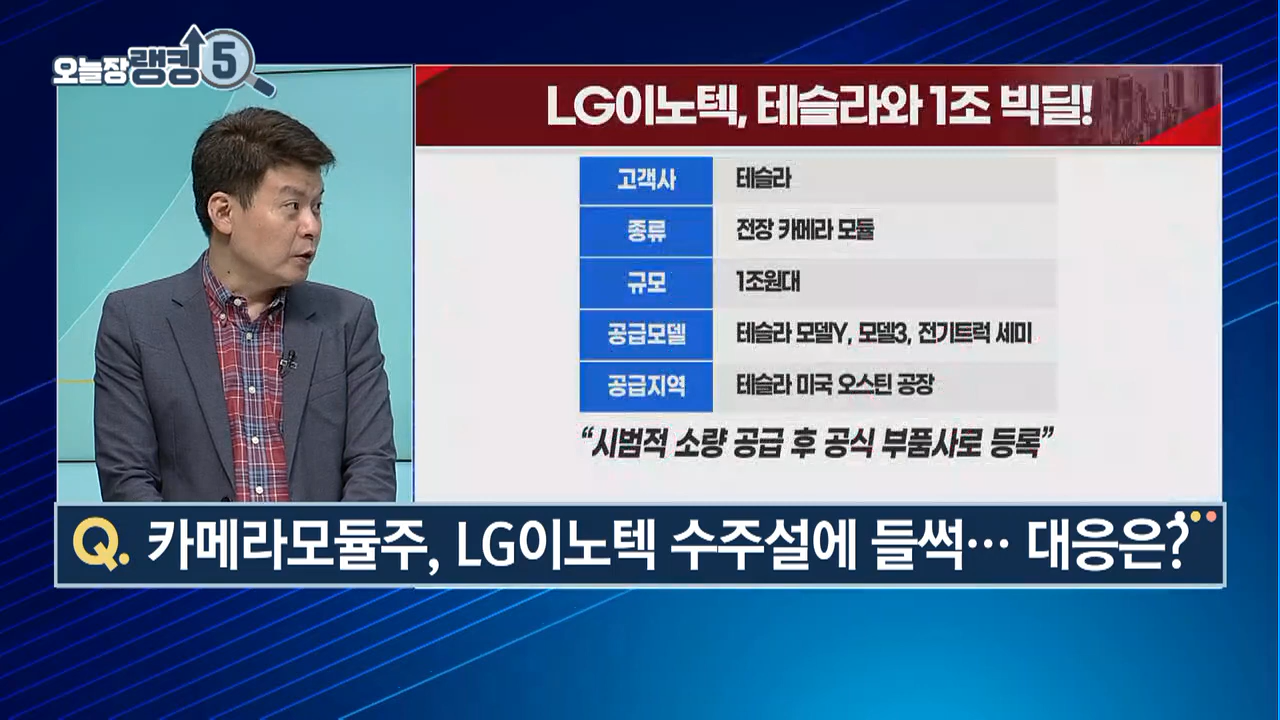 오늘장 랭킹 5
LG이노텍, 테슬라와 1조 빅딜!
고객사 테슬라
종류 전장 카메라 모듈
규모 1조원대
공급모델 테슬라 모델Y, 모델3, 전기트럭 세미
공급지역 테슬라 미국 오스틴 공장
“시범적 소량 공급 후 공식 부품사로 등록”
Q. 카메라모듈주, LG이노텍 수주설에 들썩… 대응은?